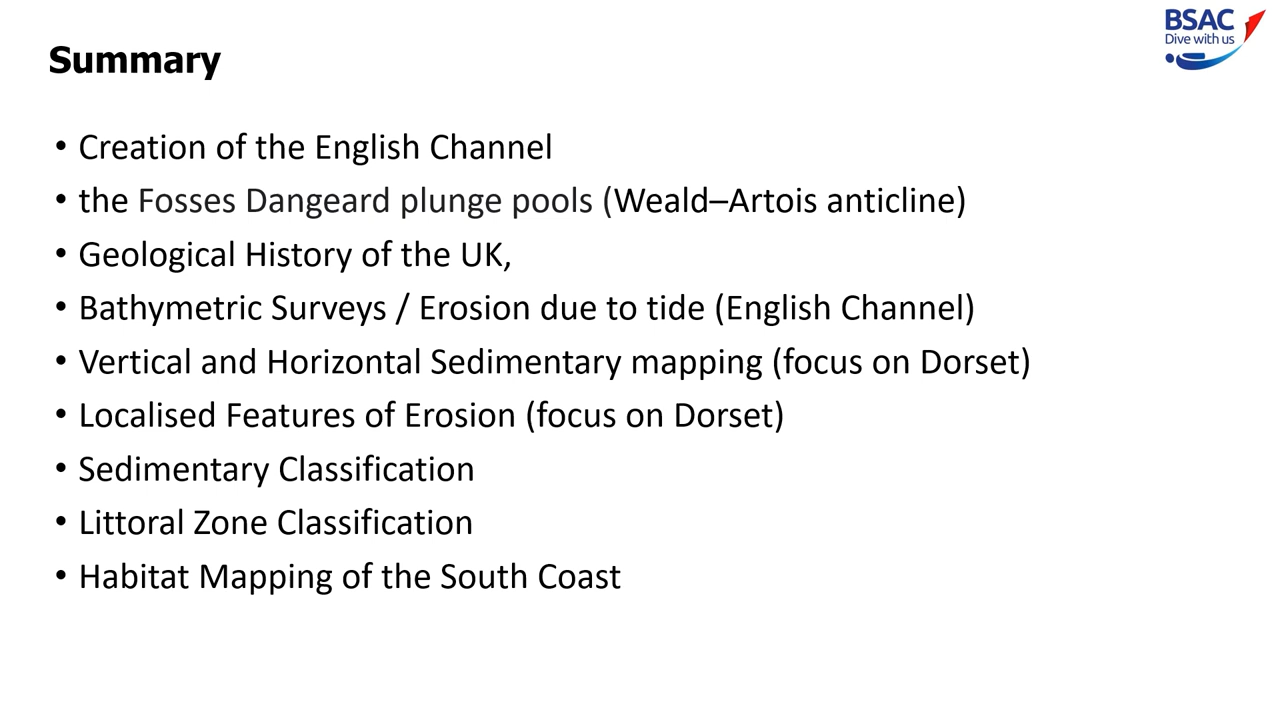 BSAC
Dive with us
Summary
• Creation of the English Channel
• the Fosses Dangeard plunge pools (Weald–Artois anticline)
• Geological History of the UK,
• Bathymetric Surveys / Erosion due to tide (English Channel)
• Vertical and Horizontal Sedimentary mapping (focus on Dorset)
• Localised Features of Erosion (focus on Dorset)
• Sedimentary Classification
• Littoral Zone Classification
• Habitat Mapping of the South Coast